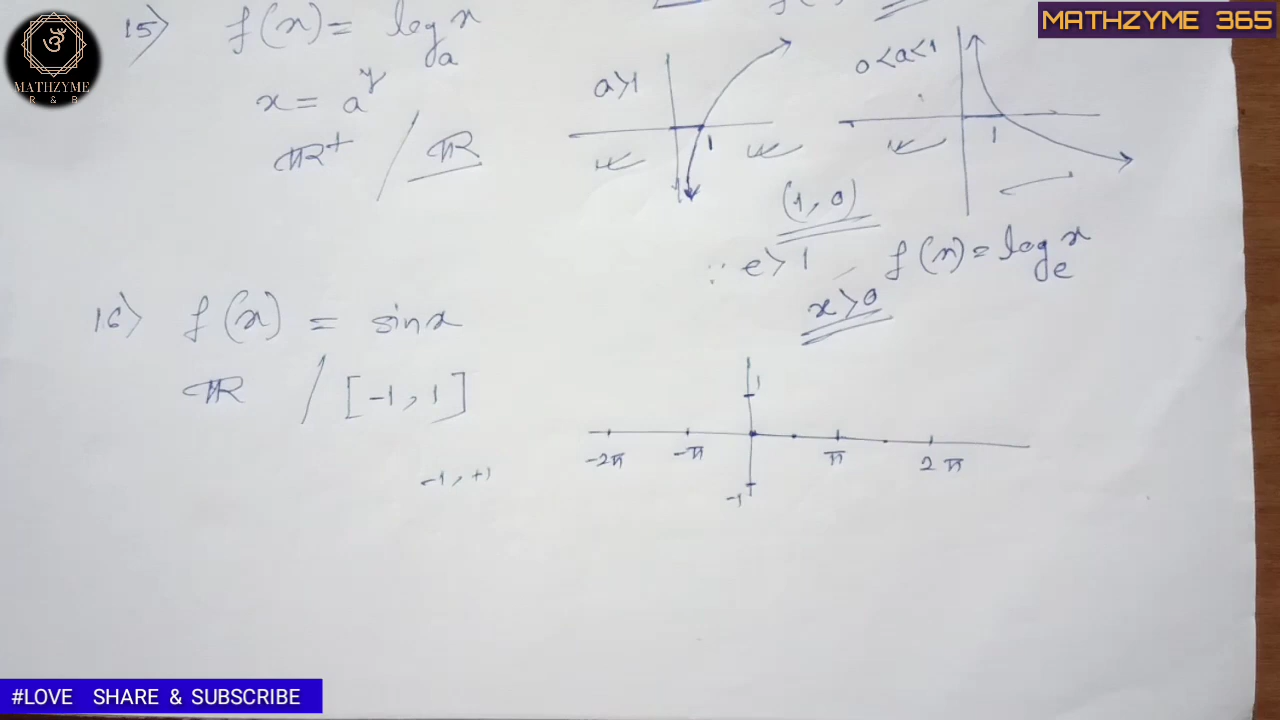 MATHZYME 365
ॐ
MATHZYME
R & B
15) f(x) = log_a x
x = a^y
ℝ⁺ / ℝ
a>1
1
0<a<1
1
(1, 0)
∵ e>1 f(x) = log_e x
x>0
16) f(x) = sinx
ℝ / [-1, 1]
-1, +1
1
-2π -π π 2π
-1
#LOVE SHARE & SUBSCRIBE